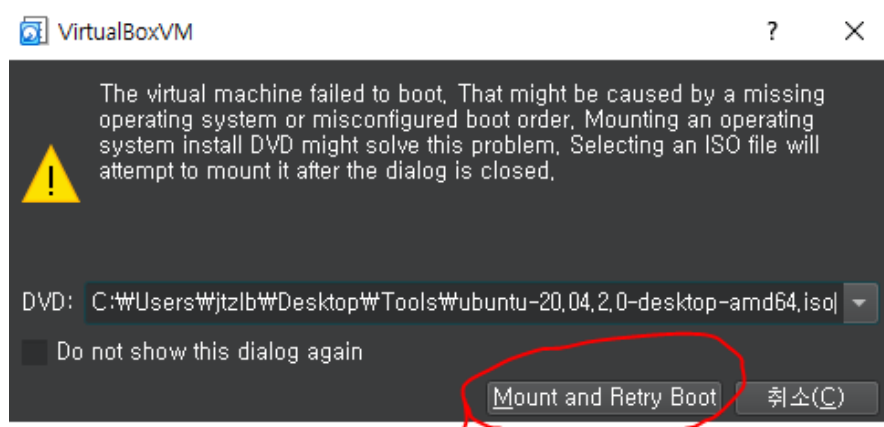 VirtualBoxVM
?
The virtual machine failed to boot, That might be caused by a missing
operating system or misconfigured boot order, Mounting an operating
system install DVD might solve this problem, Selecting an ISO file will
attempt to mount it after the dialog is closed,
DVD: C:₩Users₩jtzlb₩Desktop₩Tools₩ubuntu-20,04,2,0-desktop-amd64,iso
Do not show this dialog again
Mount and Retry Boot 취소(C)